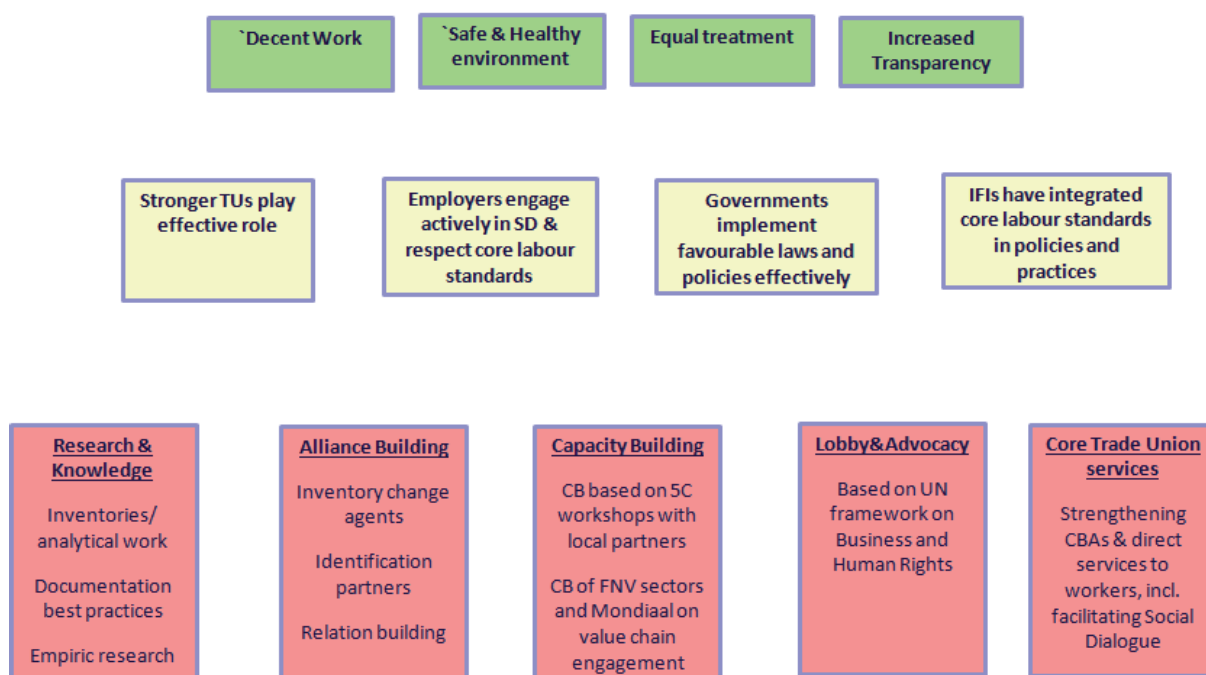 `Decent Work
`Safe & Healthy
environment
Equal treatment
Increased
Transparency
Stronger TUs play
effective role
Employers engage
actively in SD &
respect core labour
standards
Governments
implement
favourable laws and
policies effectively
IFIs have integrated
core labour standards
in policies and
practices
Research &
Knowledge
Inventories/
analytical work
Documentation
best practices
Empiric research
Alliance Building
Inventory change
agents
Identification
partners
Relation building
Capacity Building
CB based on 5C
workshops with
local partners
CB of FNV sectors
and Mondiaal on
value chain
engagement
Lobby&Advocacy
Based on UN
framework on
Business and
Human Rights
Core Trade Union
services
Strengthening
CBAs & direct
services to
workers, incl.
facilitating Social
Dialogue